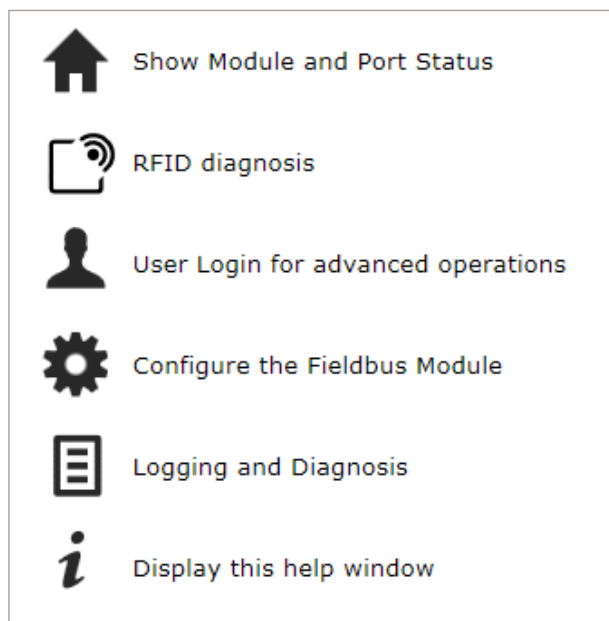 Show Module and Port Status
RFID diagnosis
User Login for advanced operations
Configure the Fieldbus Module
Logging and Diagnosis
Display this help window